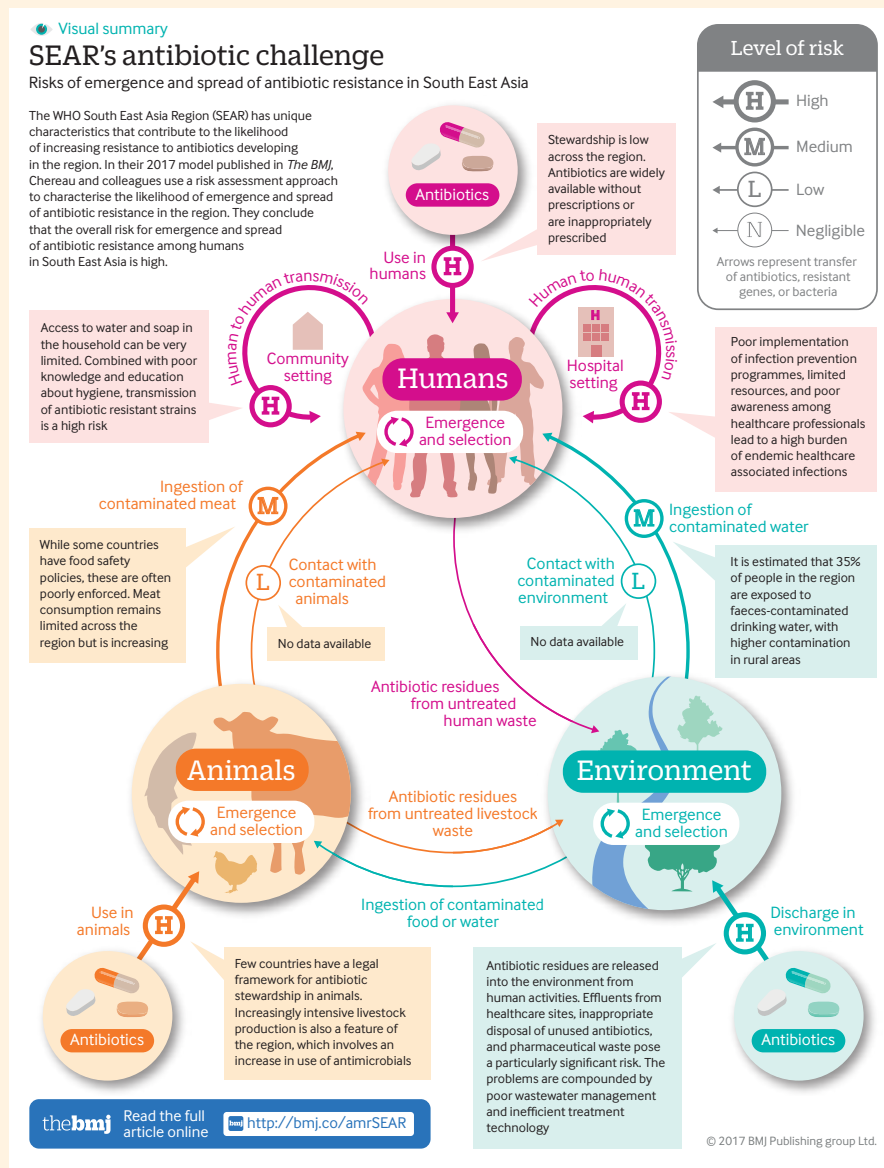 Visual summary
SEAR's antibiotic challenge
Risks of emergence and spread of antibiotic resistance in South East Asia
The WHO South East Asia Region (SEAR) has unique
characteristics that contribute to the likelihood
of increasing resistance to antibiotics developing
in the region. In their 2017 model published in The BMJ,
Chereau and colleagues use a risk assessment approach
to characterise the likelihood of emergence and spread
of antibiotic resistance in the region. They conclude
that the overall risk for emergence and spread
of antibiotic resistance among humans
in South East Asia is high.
Level of risk
H High
M Medium
L Low
N Negligible
Arrows represent transfer
of antibiotics, resistant
genes, or bacteria
Antibiotics
Stewardship is low
across the region.
Antibiotics are widely
available without
prescriptions or
are inappropriately
prescribed
Use in
humans
H
Human to human transmission
Community
setting
H
Access to water and soap in
the household can be very
limited. Combined with poor
knowledge and education
about hygiene, transmission
of antibiotic resistant strains
is a high risk
Human to human transmission
H
Hospital
setting
H
Poor implementation
of infection prevention
programmes, limited
resources, and poor
awareness among
healthcare professionals
lead to a high burden
of endemic healthcare
associated infections
Humans
Emergence
and selection
Ingestion of
contaminated meat
M
While some countries
have food safety
policies, these are often
poorly enforced. Meat
consumption remains
limited across the
region but is increasing
L
Contact with
contaminated
animals
No data available
Contact with
contaminated
environment
L
No data available
M
Ingestion of
contaminated water
It is estimated that 35%
of people in the region
are exposed to
faeces-contaminated
drinking water, with
higher contamination
in rural areas
Antibiotic residues
from untreated
human waste
Animals
Emergence
and selection
Environment
Emergence
and selection
Antibiotic residues
from untreated livestock
waste
Ingestion of contaminated
food or water
Use in
animals
H
Antibiotics
Few countries have a legal
framework for antibiotic
stewardship in animals.
Increasingly intensive livestock
production is also a feature of
the region, which involves an
increase in use of antimicrobials
Antibiotic residues are released
into the environment from
human activities. Effluents from
healthcare sites, inappropriate
disposal of unused antibiotics,
and pharmaceutical waste pose
a particularly significant risk. The
problems are compounded by
poor wastewater management
and inefficient treatment
technology
H
Discharge in
environment
Antibiotics
thebmj
Read the full
article online
bmj http://bmj.co/amrSEAR
© 2017 BMJ Publishing group Ltd.